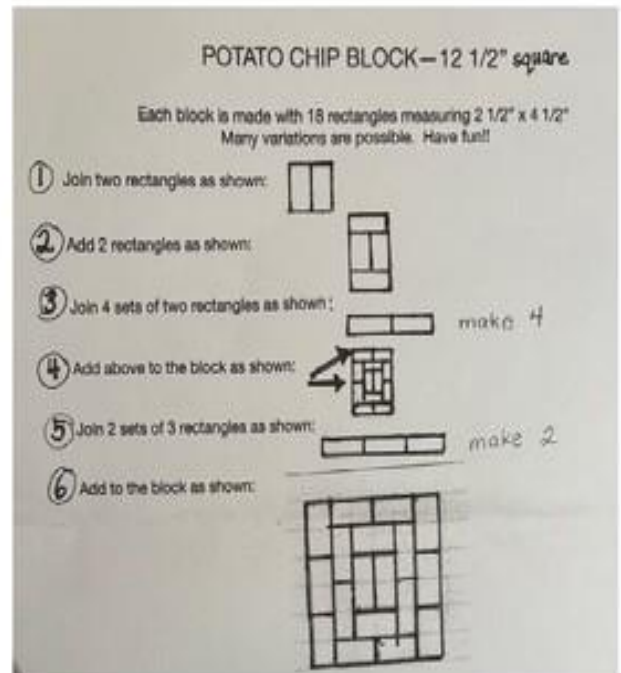 POTATO CHIP BLOCK—12 1/2" square
Each block is made with 18 rectangles measuring 2 1/2" x 4 1/2"
Many variations are possible. Have fun!!
1 Join two rectangles as shown:
2 Add 2 rectangles as shown:
3 Join 4 sets of two rectangles as shown:
make 4
4 Add above to the block as shown:
5 Join 2 sets of 3 rectangles as shown:
make 2
6 Add to the block as shown: